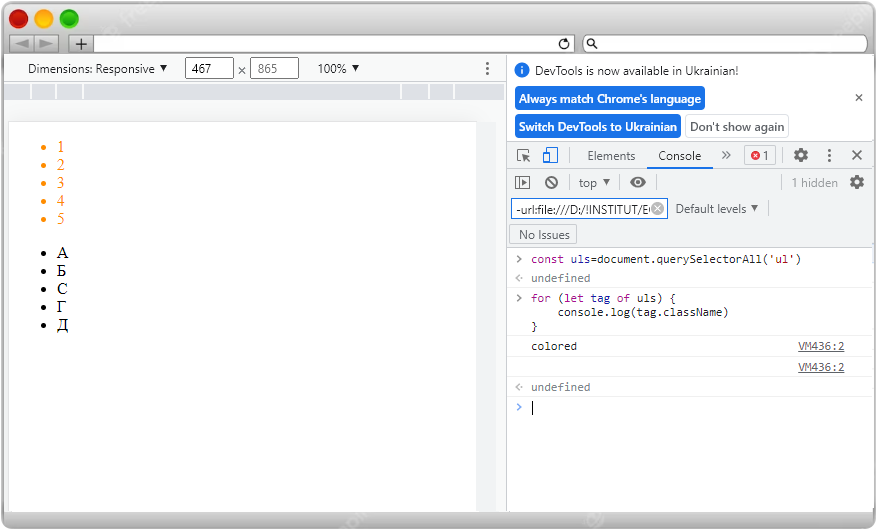 Dimensions: Responsive ▼ 467 × 865 100% ▼
1
2
3
4
5
А
Б
С
Г
Д
DevTools is now available in Ukrainian!
Always match Chrome's language
Switch DevTools to Ukrainian Don't show again
Elements Console » 1
top ▼ 1 hidden
-url:file:///D:/!INSTITUT/E Default levels ▼
No Issues
const uls=document.querySelectorAll('ul')
undefined
for (let tag of uls) {
console.log(tag.className)
}
colored VM436:2
VM436:2
undefined